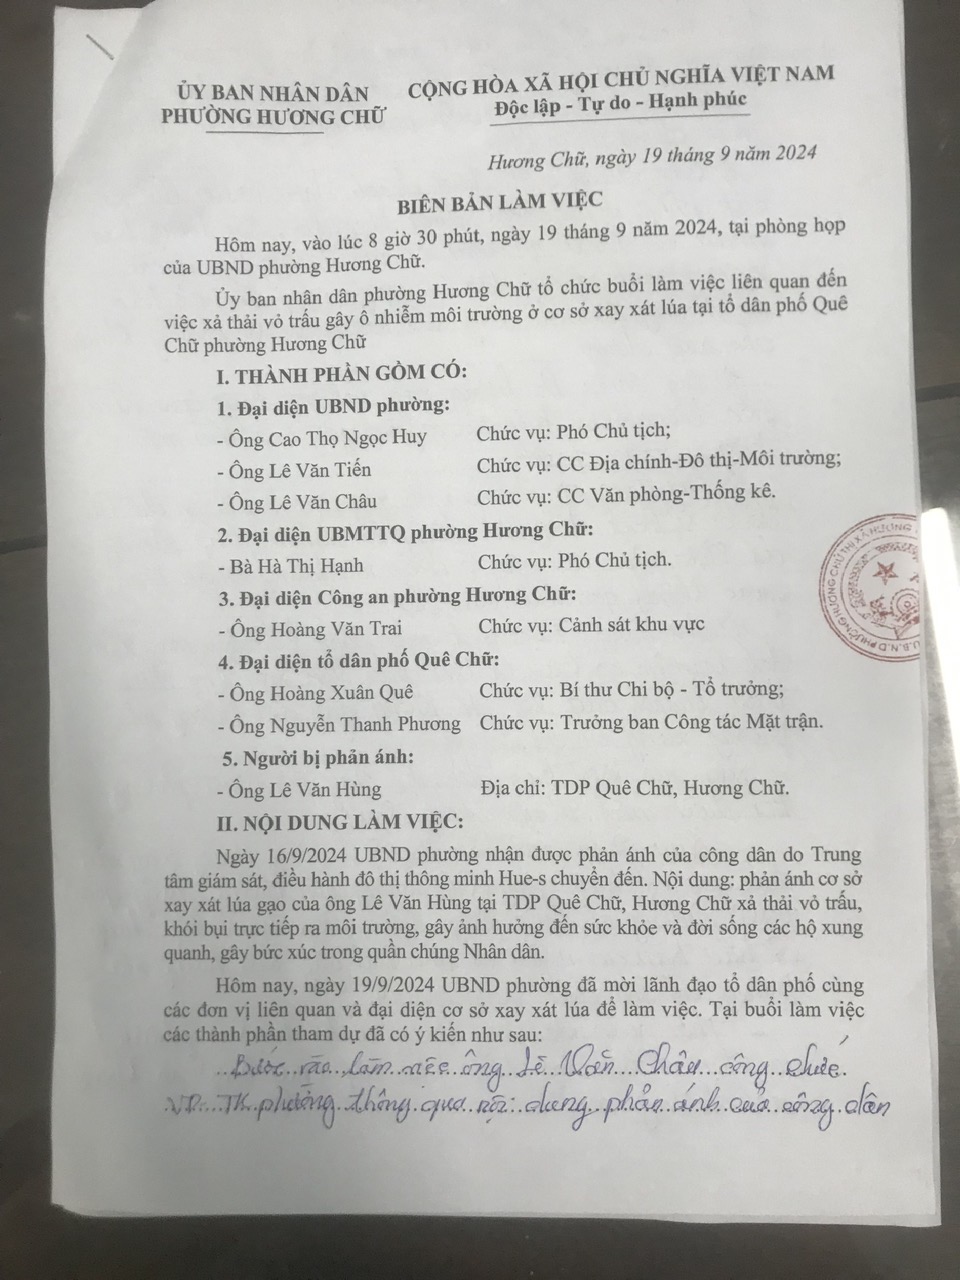 ỦY BAN NHÂN DÂN
PHƯỜNG HƯƠNG CHỮ
CỘNG HÒA XÃ HỘI CHỦ NGHĨA VIỆT NAM
Độc lập - Tự do - Hạnh phúc
Hương Chữ, ngày 19 tháng 9 năm 2024
BIÊN BẢN LÀM VIỆC
Hôm nay, vào lúc 8 giờ 30 phút, ngày 19 tháng 9 năm 2024, tại phòng họp
của UBND phường Hương Chữ.
Ủy ban nhân dân phường Hương Chữ tổ chức buổi làm việc liên quan đến
việc xả thải vỏ trấu gây ô nhiễm môi trường ở cơ sở xay xát lúa tại tổ dân phố Quê
Chữ phường Hương Chữ
I. THÀNH PHẦN GỒM CÓ:
1. Đại diện UBND phường:
- Ông Cao Thọ Ngọc Huy Chức vụ: Phó Chủ tịch;
- Ông Lê Văn Tiến Chức vụ: CC Địa chính-Đô thị-Môi trường;
- Ông Lê Văn Châu Chức vụ: CC Văn phòng-Thống kê.
2. Đại diện UBMTTQ phường Hương Chữ:
- Bà Hà Thị Hạnh Chức vụ: Phó Chủ tịch.
3. Đại diện Công an phường Hương Chữ:
- Ông Hoàng Văn Trai Chức vụ: Cảnh sát khu vực
4. Đại diện tổ dân phố Quê Chữ:
- Ông Hoàng Xuân Quê Chức vụ: Bí thư Chi bộ - Tổ trưởng;
- Ông Nguyễn Thanh Phương Chức vụ: Trưởng ban Công tác Mặt trận.
5. Người bị phản ánh:
- Ông Lê Văn Hùng Địa chỉ: TDP Quê Chữ, Hương Chữ.
II. NỘI DUNG LÀM VIỆC:
Ngày 16/9/2024 UBND phường nhận được phản ánh của công dân do Trung
tâm giám sát, điều hành đô thị thông minh Hue-s chuyển đến. Nội dung: phản ánh cơ sở
xay xát lúa gạo của ông Lê Văn Hùng tại TDP Quê Chữ, Hương Chữ xả thải vỏ trấu,
khói bụi trực tiếp ra môi trường, gây ảnh hưởng đến sức khỏe và đời sống các hộ xung
quanh, gây bức xúc trong quần chúng Nhân dân.
Hôm nay, ngày 19/9/2024 UBND phường đã mời lãnh đạo tổ dân phố cùng
các đơn vị liên quan và đại diện cơ sở xay xát lúa để làm việc. Tại buổi làm việc
các thành phần tham dự đã có ý kiến như sau:
Bước vào làm việc ông Lê Văn Châu công chức
VP-TK phường thông qua nội dung phản ánh của công dân